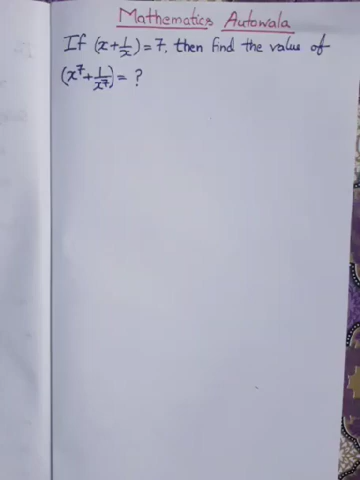 Mathematics Autowala
If (x+1/x)=7, then find the value of
(x⁷+1/x⁷)= ?